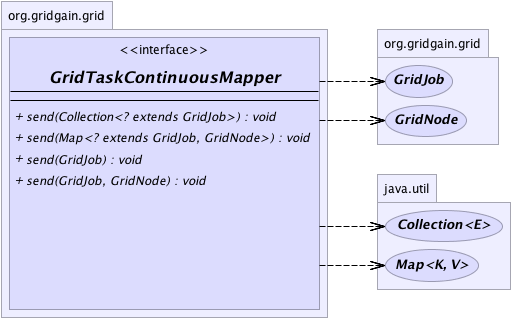 org.gridgain.grid
<<interface>>
GridTaskContinuousMapper
+ send(Collection<? extends GridJob>) : void
+ send(Map<? extends GridJob, GridNode>) : void
+ send(GridJob) : void
+ send(GridJob, GridNode) : void
org.gridgain.grid
GridJob
GridNode
java.util
Collection<E>
Map<K, V>